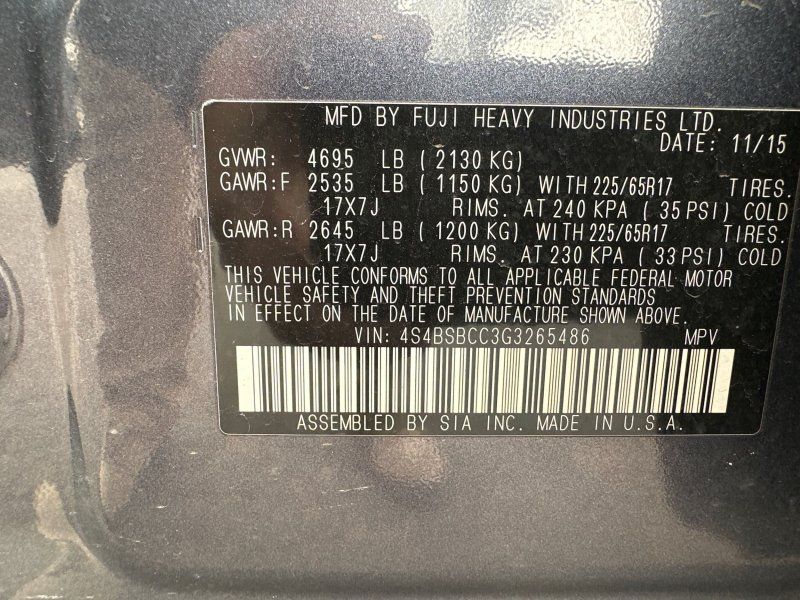 MFD BY FUJI HEAVY INDUSTRIES LTD.
DATE: 11/15
GVWR: 4695 LB ( 2130 KG)
GAWR:F 2535 LB ( 1150 KG) WITH 225/65R17 TIRES.
17X7J RIMS. AT 240 KPA ( 35 PSI) COLD
GAWR:R 2645 LB ( 1200 KG) WITH 225/65R17 TIRES.
17X7J RIMS. AT 230 KPA ( 33 PSI) COLD
THIS VEHICLE CONFORMS TO ALL APPLICABLE FEDERAL MOTOR
VEHICLE SAFETY AND THEFT PREVENTION STANDARDS
IN EFFECT ON THE DATE OF MANUFACTURE SHOWN ABOVE.
VIN: 4S4BSBCC3G3265486 MPV
ASSEMBLED BY SIA INC. MADE IN U.S.A.